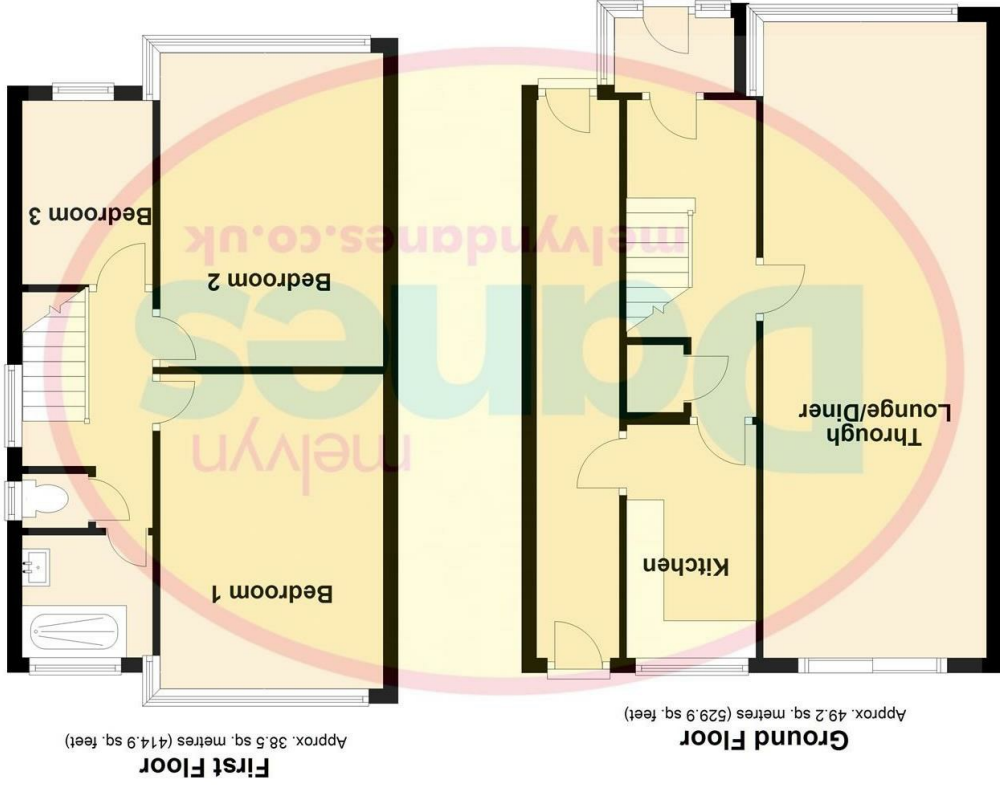 Ground Floor
Approx. 49.2 sq. metres (529.9 sq. feet)
Kitchen
Through
Lounge/Diner
First Floor
Approx. 38.5 sq. metres (414.9 sq. feet)
Bedroom 1
Bedroom 2
Bedroom 3
melvyn
Danes
melvyndanes.co.uk